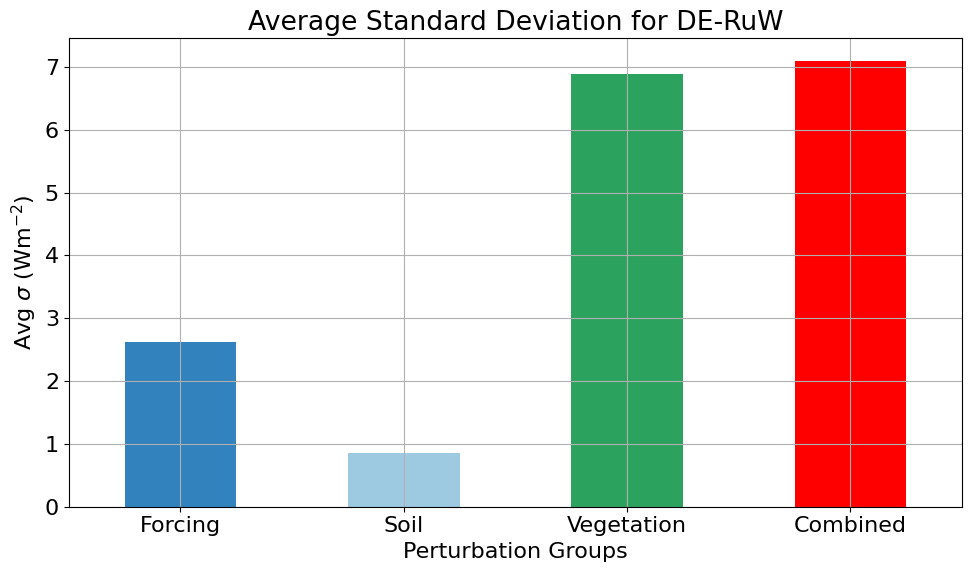 Average Standard Deviation for DE-RuW
Avg σ (Wm⁻²)
7
6
5
4
3
2
1
0
Forcing Soil Vegetation Combined
Perturbation Groups